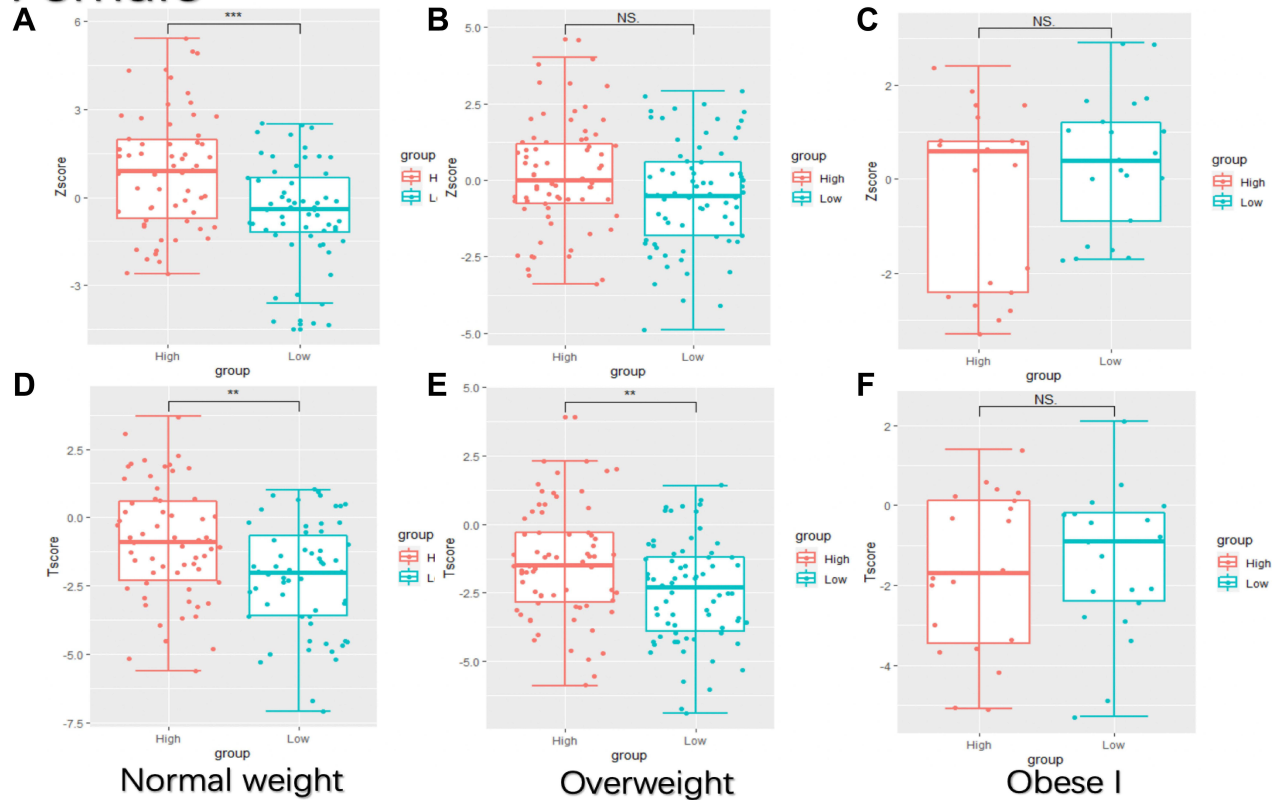 A
B
C
***
NS.
NS.
6
3
0
-3
Zscore
High
Low
group
group
H
5.0
2.5
0.0
-2.5
-5.0
Zscore
High
Low
group
group
High
Low
2
0
-2
Zscore
High
Low
group
group
High
Low
D
E
F
**
**
NS.
2.5
0.0
-2.5
-5.0
-7.5
Tscore
High
Low
group
group
H
5.0
2.5
0.0
-2.5
-5.0
Tscore
High
Low
group
group
High
Low
2
0
-2
-4
Tscore
High
Low
group
group
High
Low
Normal weight
Overweight
Obese I